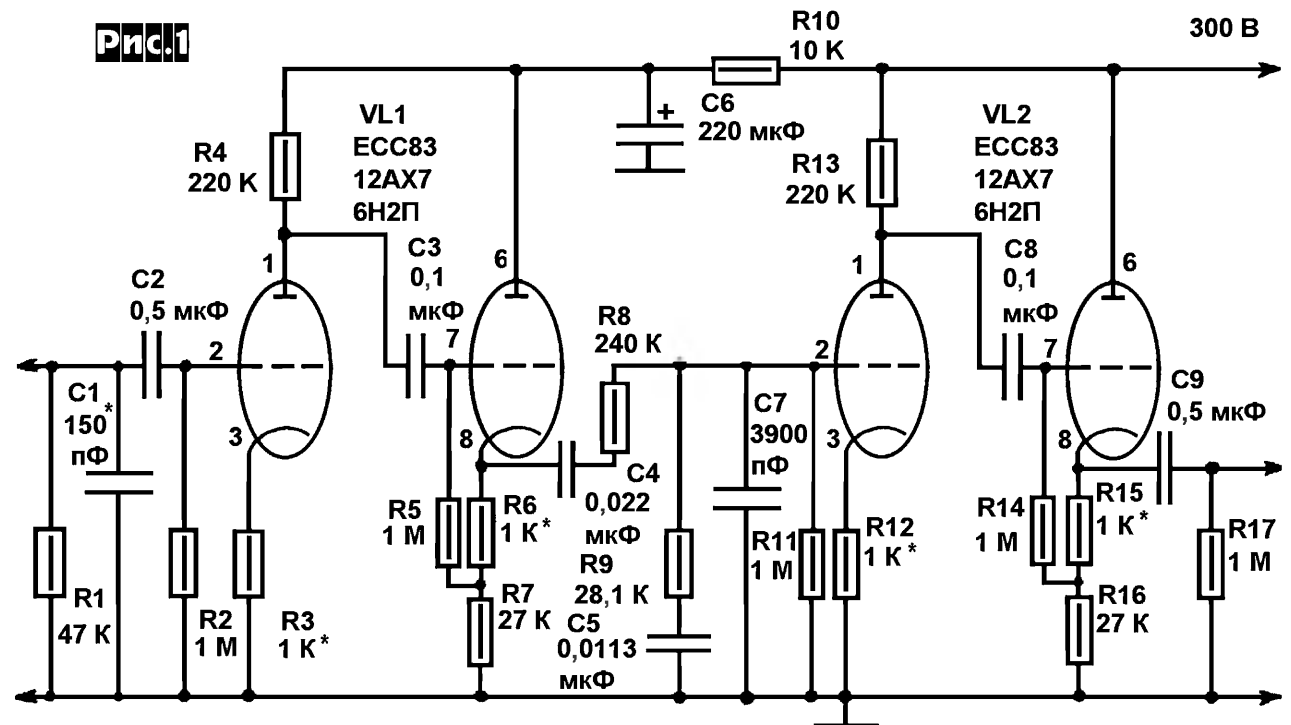 Рис.1
R10
10 К
300 В
VL1
ECC83
12AX7
6Н2П
C6
+
220 мкФ
VL2
ECC83
12AX7
6Н2П
R4
220 К
R13
220 К
C2
0,5 мкФ
1
C3
0,1
мкФ
6
R8
240 К
1
C8
0,1
мкФ
6
2
7
2
7
C9
0,5 мкФ
C1
150*
пФ
3
8
C4
0,022
мкФ
C7
3900
пФ
3
8
R5
1 М
R6
1 К*
R9
28,1 К
R11
1 М
R12
1 К*
R14
1 М
R15
1 К*
R17
1 М
R1
47 К
R2
1 М
R3
1 К*
R7
27 К
C5
0,0113
мкФ
R16
27 К